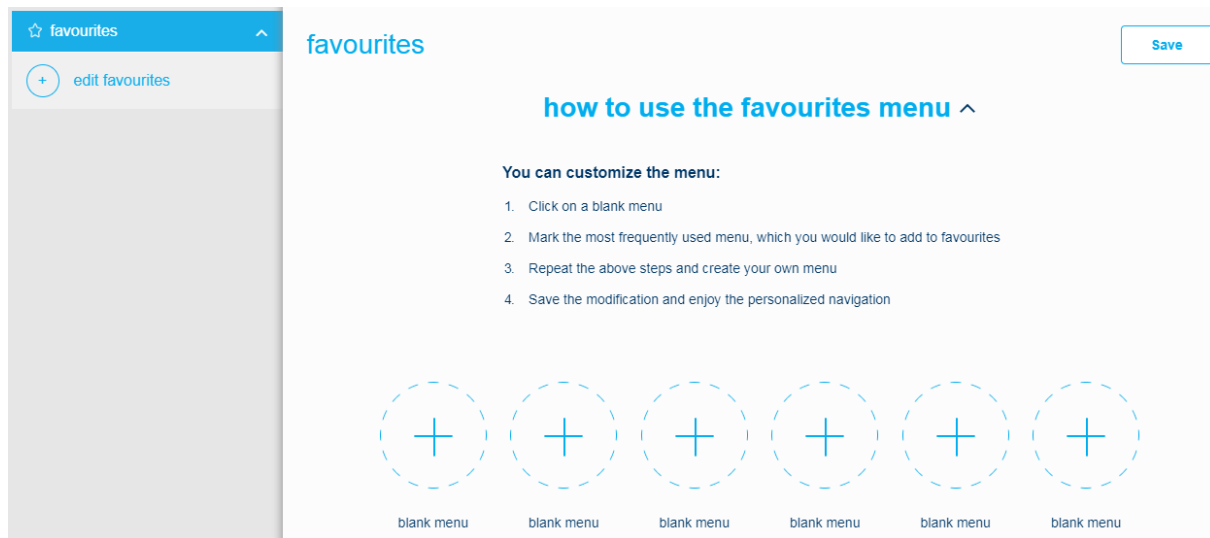 favourites
edit favourites
favourites
Save
how to use the favourites menu
You can customize the menu:
1. Click on a blank menu
2. Mark the most frequently used menu, which you would like to add to favourites
3. Repeat the above steps and create your own menu
4. Save the modification and enjoy the personalized navigation
blank menu blank menu blank menu blank menu blank menu blank menu